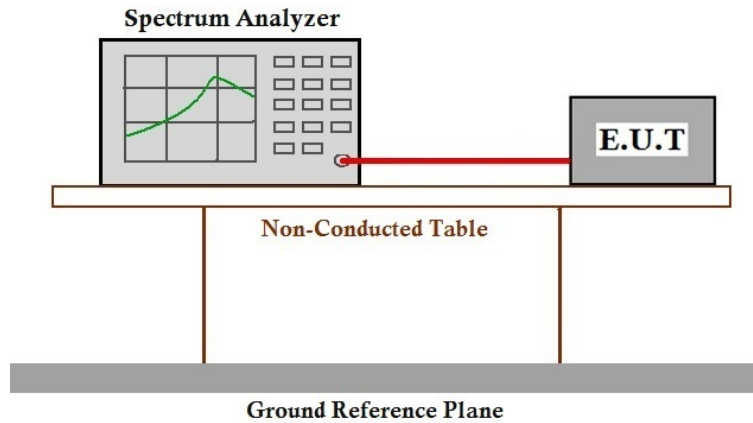 Spectrum Analyzer
E.U.T
Non-Conducted Table
Ground Reference Plane